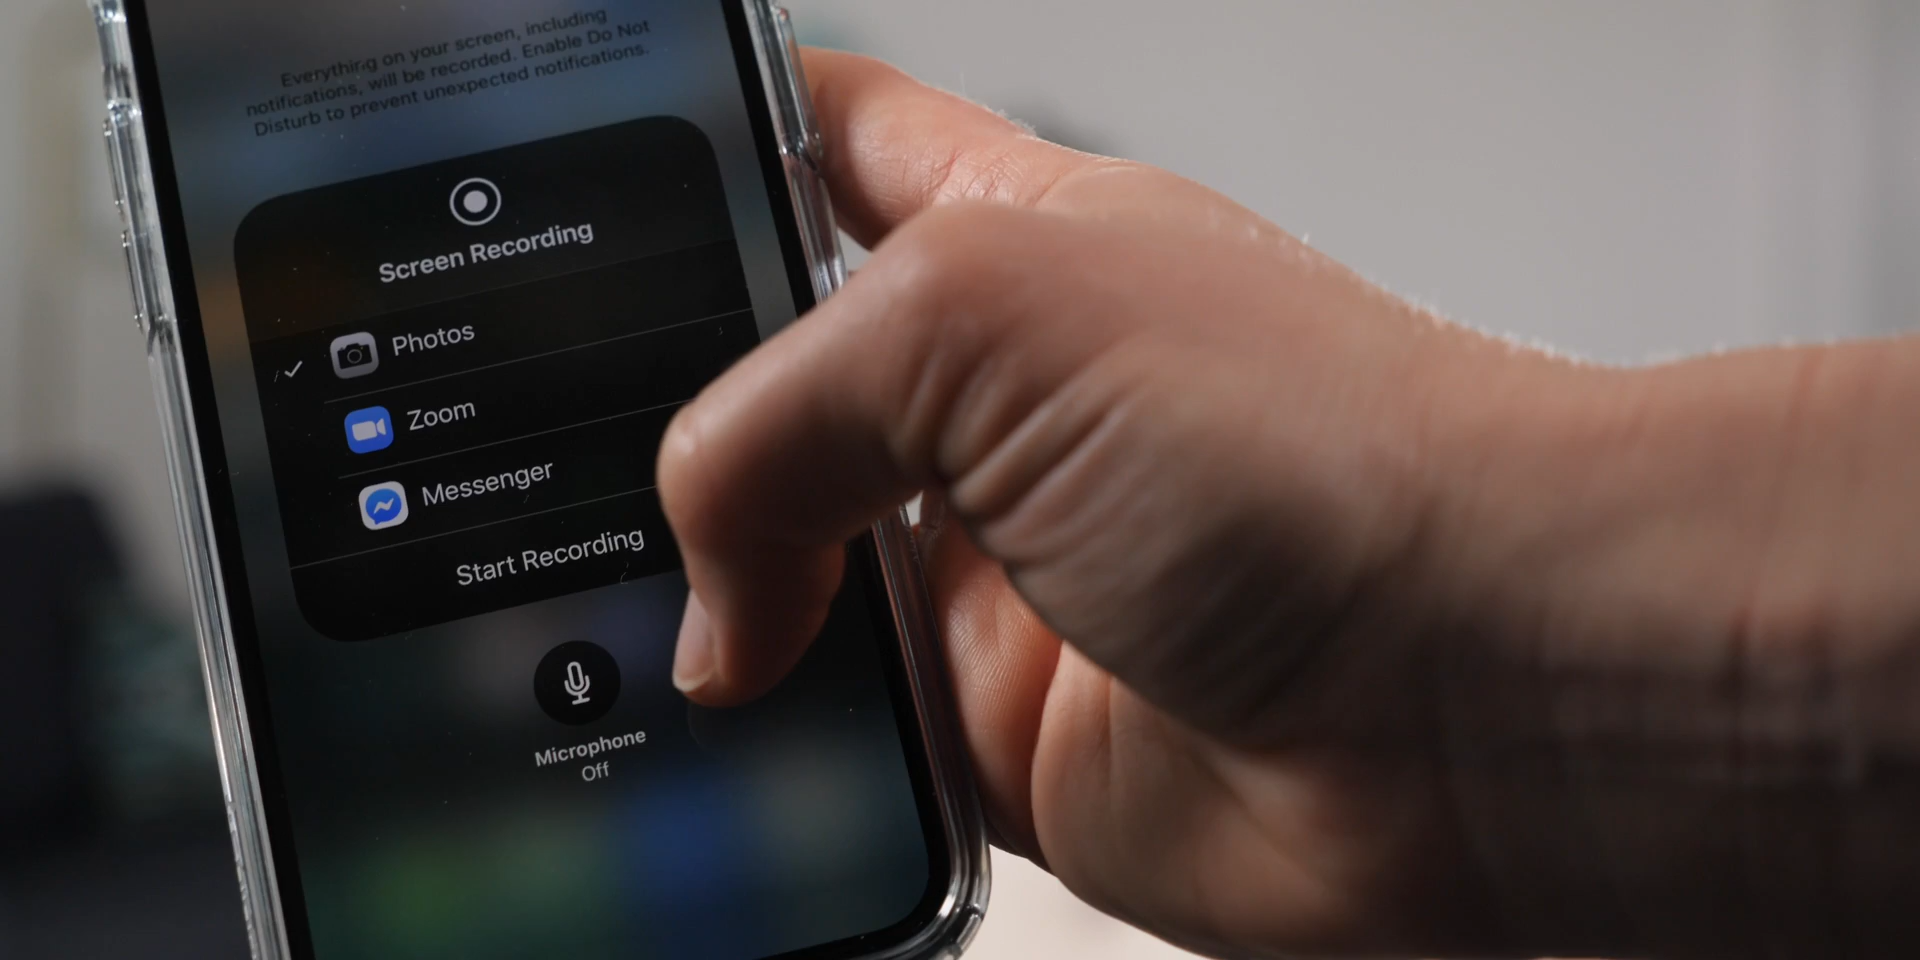 Everything on your screen, including
notifications, will be recorded. Enable Do Not
Disturb to prevent unexpected notifications.
Screen Recording
Photos
Zoom
Messenger
Start Recording
Microphone
Off